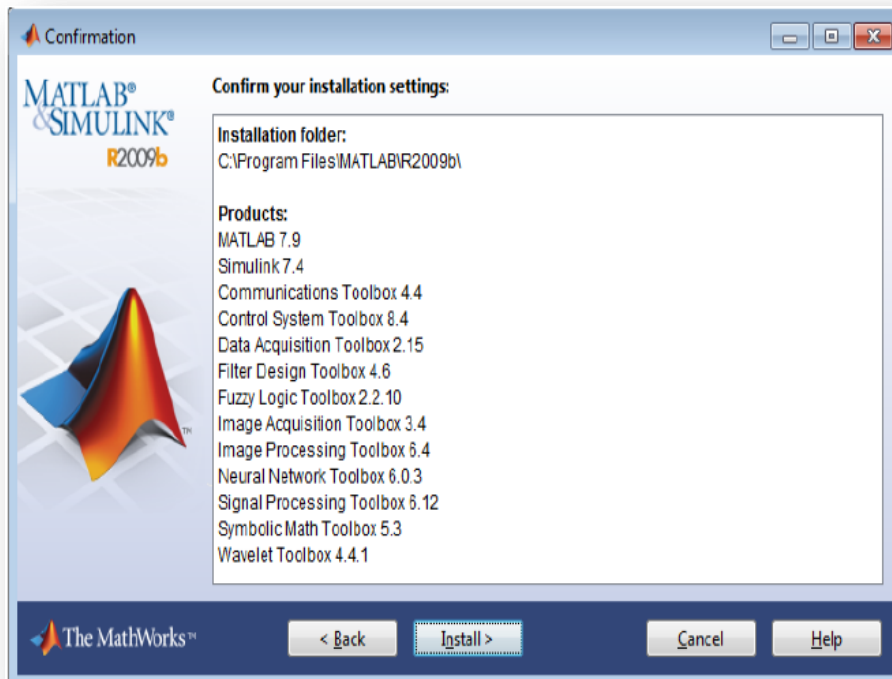 Confirmation
MATLAB®
&SIMULINK®
R2009b
Confirm your installation settings:
Installation folder:
C:\Program Files\MATLAB\R2009b\
Products:
MATLAB 7.9
Simulink 7.4
Communications Toolbox 4.4
Control System Toolbox 8.4
Data Acquisition Toolbox 2.15
Filter Design Toolbox 4.6
Fuzzy Logic Toolbox 2.2.10
Image Acquisition Toolbox 3.4
Image Processing Toolbox 6.4
Neural Network Toolbox 6.0.3
Signal Processing Toolbox 6.12
Symbolic Math Toolbox 5.3
Wavelet Toolbox 4.4.1
TM
The MathWorks™
< Back
Install >
Cancel
Help